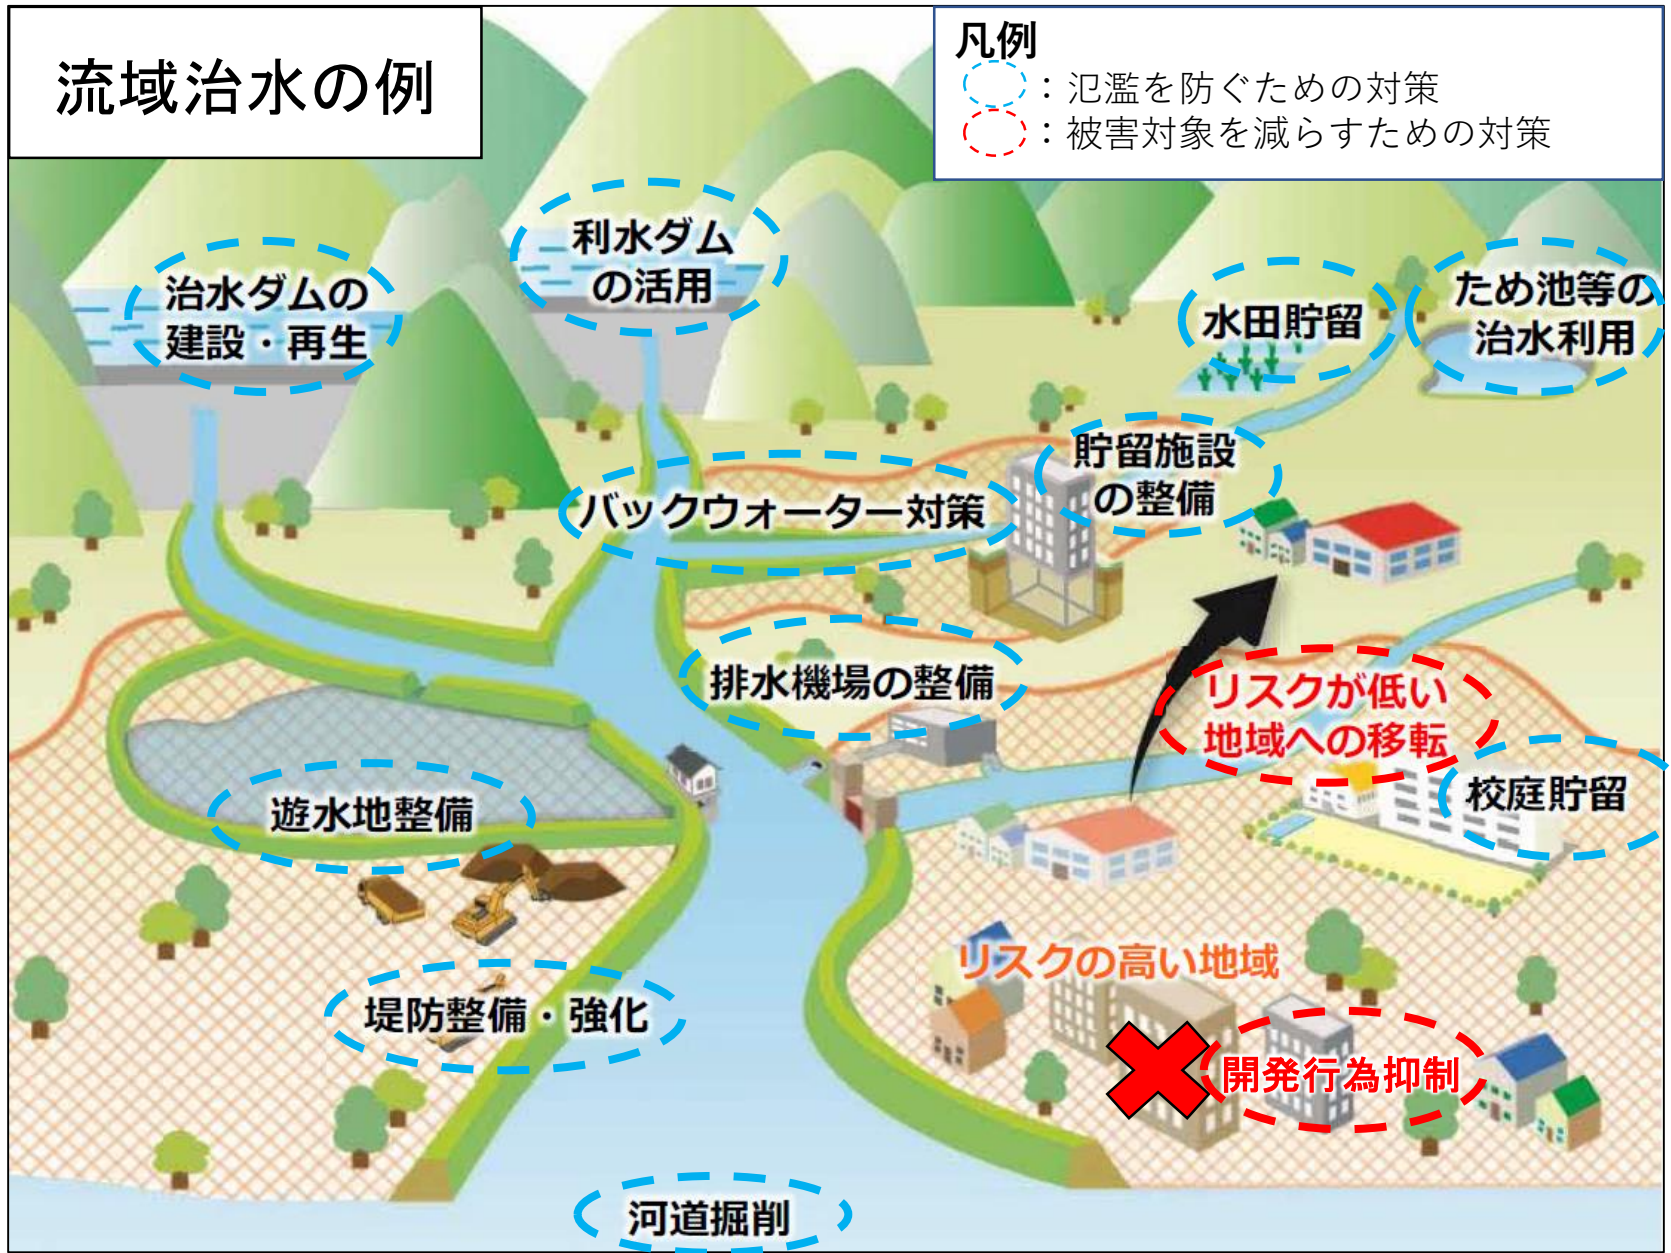 流域治水の例
凡例
：氾濫を防ぐための対策
：被害対象を減らすための対策
利水ダム
の活用
治水ダムの
建設・再生
水田貯留
ため池等の
治水利用
貯留施設
の整備
バックウォーター対策
排水機場の整備
リスクが低い
地域への移転
校庭貯留
遊水地整備
リスクの高い地域
堤防整備・強化
開発行為抑制
河道掘削